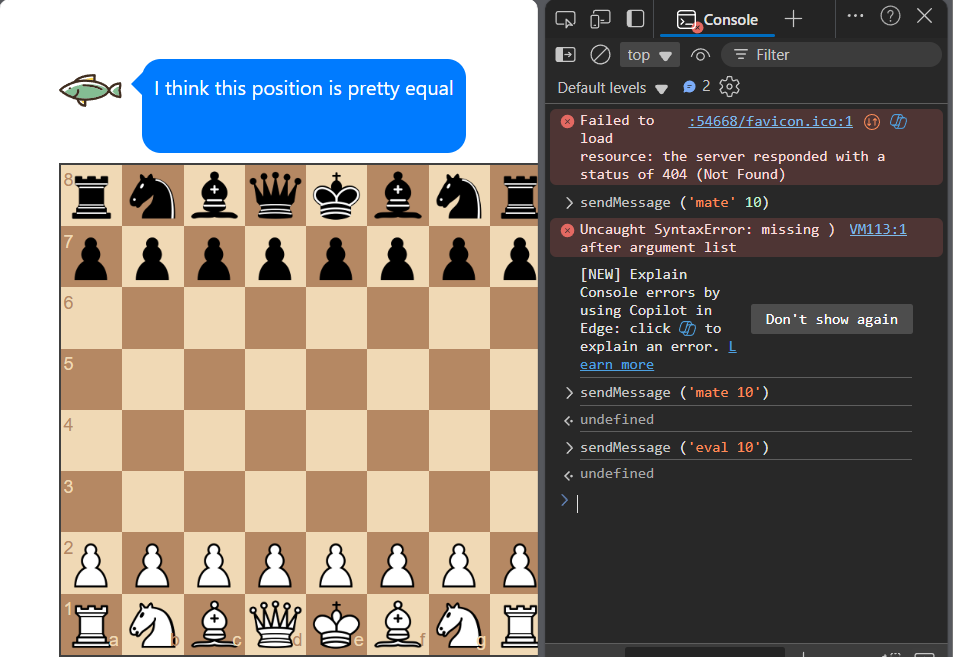 I think this position is pretty equal
8
7
6
5
4
3
2
1
a b c d e f g
Console
top
Filter
Default levels
2
Failed to :54668/favicon.ico:1
load
resource: the server responded with a
status of 404 (Not Found)
sendMessage ('mate' 10)
Uncaught SyntaxError: missing ) VM113:1
after argument list
[NEW] Explain
Console errors by
using Copilot in
Edge: click to
explain an error. L
earn more
Don't show again
sendMessage ('mate 10')
undefined
sendMessage ('eval 10')
undefined